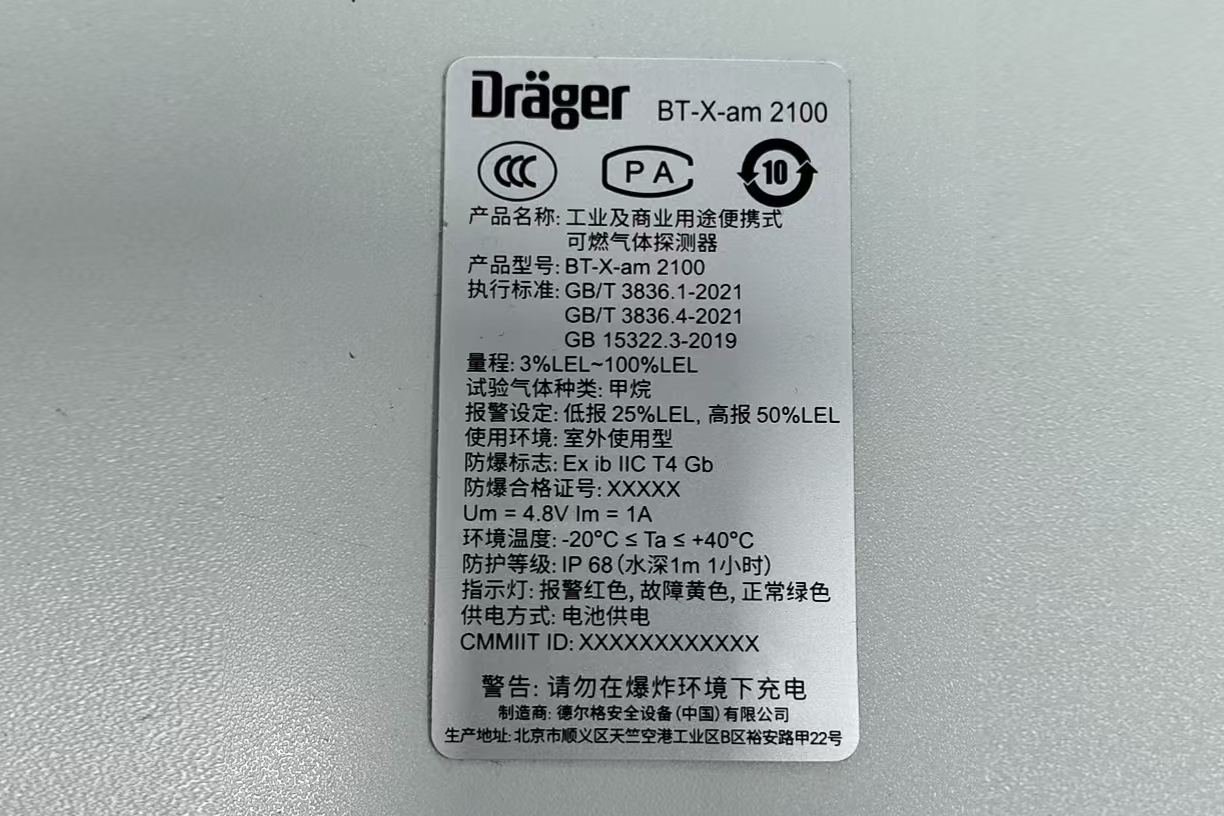 Dräger BT-X-am 2100
CCC PA 10
产品名称: 工业及商业用途便携式
可燃气体探测器
产品型号: BT-X-am 2100
执行标准: GB/T 3836.1-2021
GB/T 3836.4-2021
GB 15322.3-2019
量程: 3%LEL~100%LEL
试验气体种类: 甲烷
报警设定: 低报 25%LEL, 高报 50%LEL
使用环境: 室外使用型
防爆标志: Ex ib IIC T4 Gb
防爆合格证号: XXXXX
Um = 4.8V Im = 1A
环境温度: -20°C ≤ Ta ≤ +40°C
防护等级: IP 68 (水深1m 1小时)
指示灯: 报警红色, 故障黄色, 正常绿色
供电方式: 电池供电
CMMIIT ID: XXXXXXXXXXXX
警告: 请勿在爆炸环境下充电
制造商: 德尔格安全设备(中国)有限公司
生产地址: 北京市顺义区天竺空港工业区B区裕安路甲22号